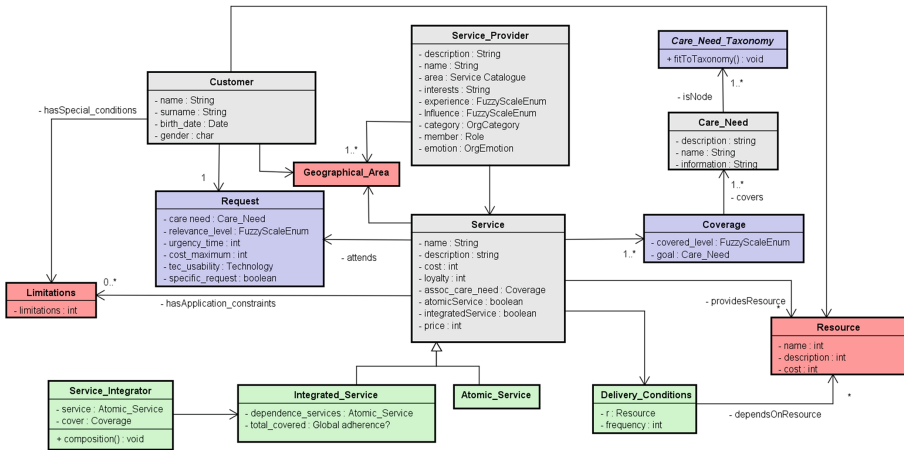 Service_Provider
- description : String
- name : String
- area : Service Catalogue
- interests : String
- experience : FuzzyScaleEnum
- Influence : FuzzyScaleEnum
- category : OrgCategory
- member : Role
- emotion : OrgEmotion
Care_Need_Taxonomy
+ fitToTaxonomy() : void
Customer
- name : String
- surname : String
- birth_date : Date
- gender : char
- hasSpecial_conditions
1..*
- isNode
Care_Need
- description : string
- name : String
- information : String
1..*
Geographical_Area
1
1..*
- covers
Request
- care need : Care_Need
- relevance_level : FuzzyScaleEnum
- urgency_time : int
- cost_maximum : int
- tec_usability : Technology
- specific_request : boolean
- attends
Service
- name : String
- description : string
- cost : int
- loyalty : int
- assoc_care_need : Coverage
- atomicService : boolean
- integratedService : boolean
- price : int
1..*
Coverage
- covered_level : FuzzyScaleEnum
- goal : Care_Need
0..*
Limitations
- limitations : int
- hasApplication_constraints
- providesResource
*
Resource
- name : int
- description : int
- cost : int
Service_Integrator
- service : Atomic_Service
- cover : Coverage
+ composition() : void
Integrated_Service
- dependence_services : Atomic_Service
- total_covered : Global adherence?
Atomic_Service
Delivery_Conditions
- r : Resource
- frequency : int
- dependsOnResource
*